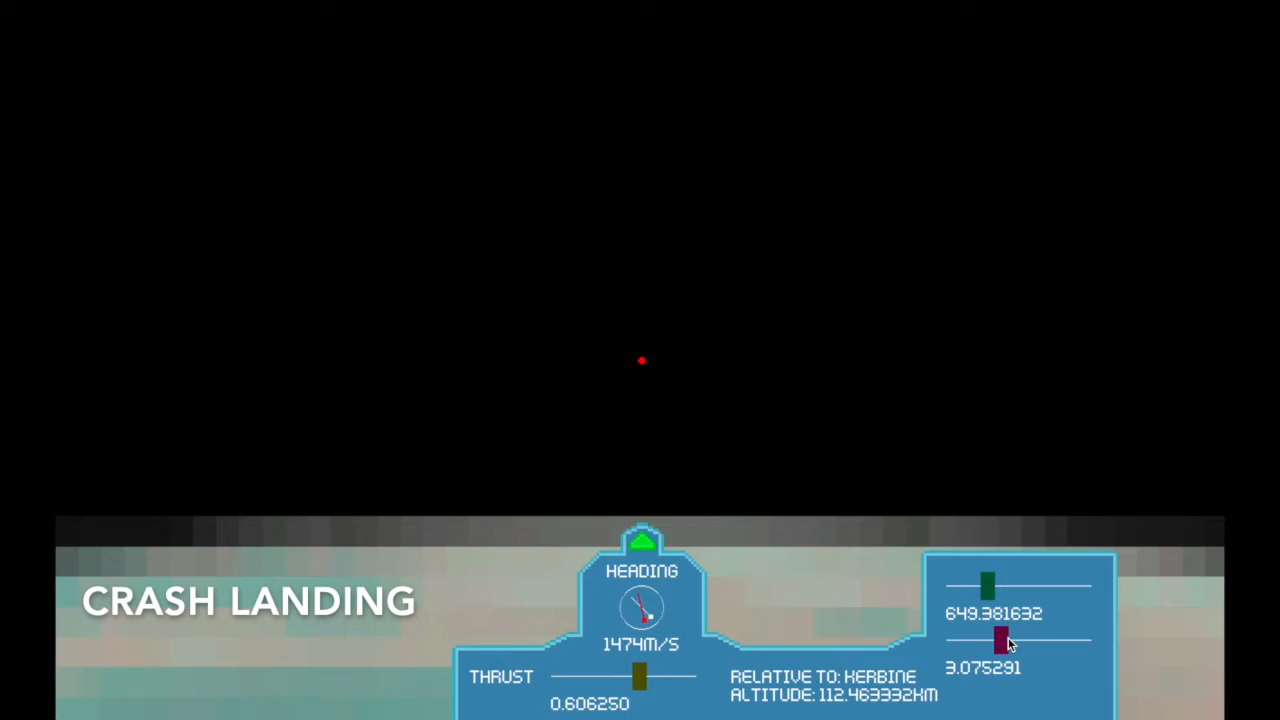 HEADING
CRASH LANDING
649.381632
1474M/S
3.075291
THRUST
RELATIVE TO: KERBINE
0.606250
ALTITUDE: 112.463332KM